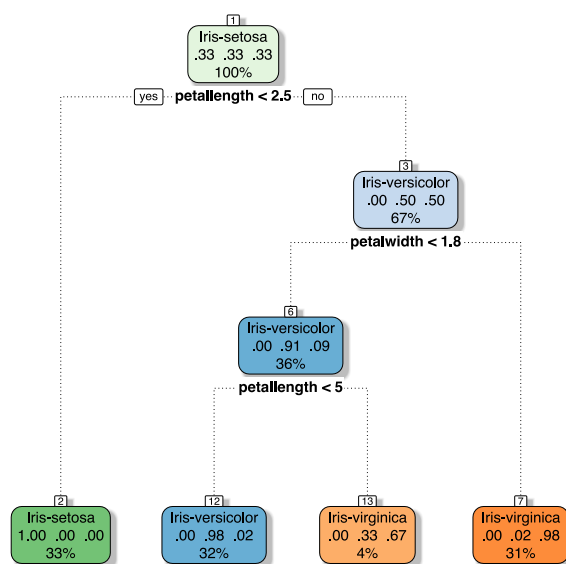 1
Iris-setosa
.33 .33 .33
100%
yes petallength < 2.5 no
3
Iris-versicolor
.00 .50 .50
67%
petalwidth < 1.8
6
Iris-versicolor
.00 .91 .09
36%
petallength < 5
2
Iris-setosa
1.00 .00 .00
33%
12
Iris-versicolor
.00 .98 .02
32%
13
Iris-virginica
.00 .33 .67
4%
7
Iris-virginica
.00 .02 .98
31%